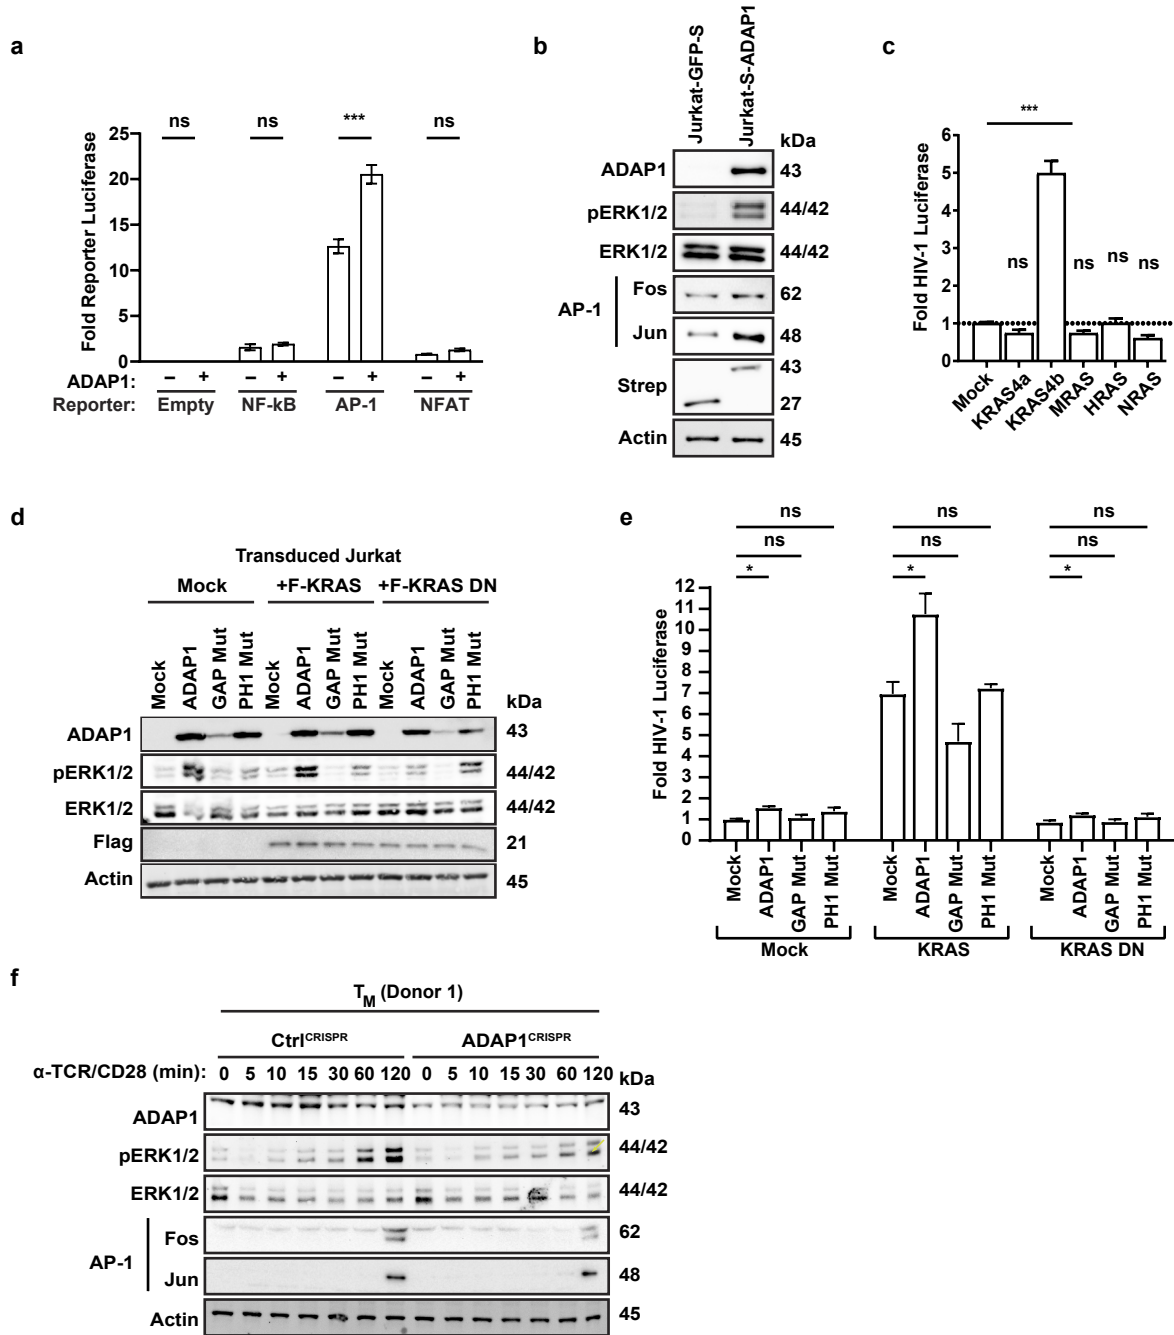 a
ns
ns
***
ns
Fold Reporter Luciferase
25
20
15
10
5
0
ADAP1: – + – + – + – +
Reporter: Empty NF-kB AP-1 NFAT
b
Jurkat-GFP-S
Jurkat-S-ADAP1
kDa
ADAP1 43
pERK1/2 44/42
ERK1/2 44/42
AP-1
Fos 62
Jun 48
Strep 43
27
Actin 45
c
***
Fold HIV-1 Luciferase
6
5
4
3
2
1
0
ns
ns
ns
ns
Mock
KRAS4a
KRAS4b
MRAS
HRAS
NRAS
d
Transduced Jurkat
Mock +F-KRAS +F-KRAS DN
Mock
ADAP1
GAP Mut
PH1 Mut
Mock
ADAP1
GAP Mut
PH1 Mut
Mock
ADAP1
GAP Mut
PH1 Mut
kDa
ADAP1 43
pERK1/2 44/42
ERK1/2 44/42
Flag 21
Actin 45
e
ns ns ns
ns ns ns
* * *
Fold HIV-1 Luciferase
12
11
10
9
8
7
6
5
4
3
2
1
0
Mock
ADAP1
GAP Mut
PH1 Mut
Mock
ADAP1
GAP Mut
PH1 Mut
Mock
ADAP1
GAP Mut
PH1 Mut
Mock KRAS KRAS DN
f
TM (Donor 1)
CtrlCRISPR ADAP1CRISPR
α-TCR/CD28 (min): 0 5 10 15 30 60 120 0 5 10 15 30 60 120 kDa
ADAP1 43
pERK1/2 44/42
ERK1/2 44/42
AP-1
Fos 62
Jun 48
Actin 45